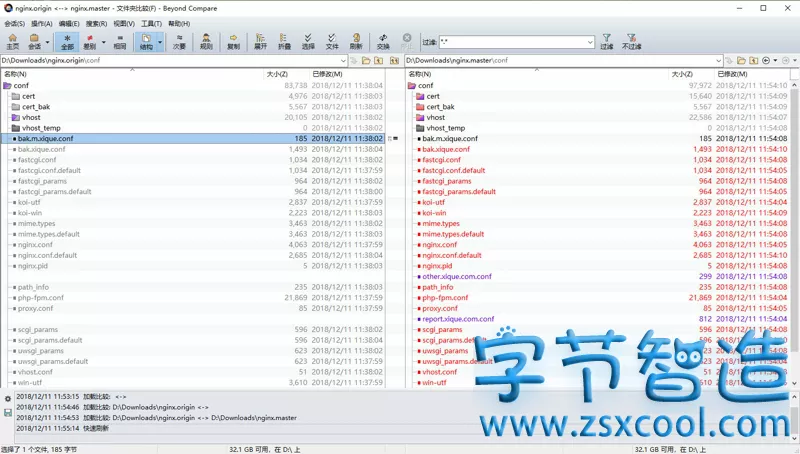 nginx.origin <--> nginx.master - 文件夹比较 - Beyond Compare
会话(S) 操作(A) 编辑(E) 搜索(R) 视图(V) 工具(T) 帮助(H)
主页 会话 全部 差别 相同 结构 次要 规则 复制 展开 折叠 选择 文件 刷新 交换 停止 过滤: *.* 过滤 不过滤
D:\Downloads\nginx.origin\conf D:\Downloads\nginx.master\conf
名称(N) 大小(Z) 已修改(M) 名称(N) 大小(Z) 已修改(M)
conf 83,738 2018/12/11 11:38:04 conf 97,972 2018/12/11 11:54:10
cert 4,976 2018/12/11 11:38:03 cert 15,640 2018/12/11 11:54:09
cert_bak 5,567 2018/12/11 11:38:02 cert_bak 5,567 2018/12/11 11:54:08
vhost 20,105 2018/12/11 11:38:02 vhost 22,586 2018/12/11 11:54:07
vhost_temp 0 2018/12/11 11:38:02 vhost_temp 0 2018/12/11 11:54:08
bak.m.xique.conf 185 2018/12/11 11:38:02 bak.m.xique.conf 185 2018/12/11 11:54:08
bak.xique.conf 1,493 2018/12/11 11:38:04 bak.xique.conf 1,493 2018/12/11 11:54:10
fastcgi.conf 1,034 2018/12/11 11:38:02 fastcgi.conf 1,034 2018/12/11 11:54:08
fastcgi.conf.default 1,034 2018/12/11 11:37:59 fastcgi.conf.default 1,034 2018/12/11 11:54:05
fastcgi_params 964 2018/12/11 11:38:02 fastcgi_params 964 2018/12/11 11:54:08
fastcgi_params.default 964 2018/12/11 11:38:00 fastcgi_params.default 964 2018/12/11 11:54:05
koi-utf 2,837 2018/12/11 11:37:59 koi-utf 2,837 2018/12/11 11:54:04
koi-win 2,223 2018/12/11 11:38:03 koi-win 2,223 2018/12/11 11:54:09
mime.types 3,463 2018/12/11 11:38:02 mime.types 3,463 2018/12/11 11:54:08
mime.types.default 3,463 2018/12/11 11:38:02 mime.types.default 3,463 2018/12/11 11:54:08
nginx.conf 4,063 2018/12/11 11:37:59 nginx.conf 4,063 2018/12/11 11:54:05
nginx.conf.default 2,685 2018/12/11 11:38:04 nginx.conf.default 2,685 2018/12/11 11:54:10
nginx.pid 5 2018/12/11 11:38:03 nginx.pid 5 2018/12/11 11:54:08
other.xique.com.conf 299 2018/12/11 11:54:08
path_info 235 2018/12/11 11:38:03 path_info 235 2018/12/11 11:54:08
php-fpm.conf 21,869 2018/12/11 11:37:59 php-fpm.conf 21,869 2018/12/11 11:54:04
proxy.conf 85 2018/12/11 11:37:59 proxy.conf 85 2018/12/11 11:54:05
report.xique.com.conf 812 2018/12/11 11:54:04
scgi_params 596 2018/12/11 11:38:02 scgi_params 596 2018/12/11 11:54:08
scgi_params.default 596 2018/12/11 11:38:04
uwsgi_params 623 2018/12/11 11:38:02 uwsgi_params
uwsgi_params.default 623 2018/12/11 11:37:59
vhost.conf 51 2018/12/11 11:38:02 vhost.conf
win-utf 3,610 2018/12/11 11:37:59 win-utf
字节智造
www.zsxcool.com
2018/12/11 11:53:15 加载比较: <->
2018/12/11 11:54:46 加载比较: D:\Downloads\nginx.origin <->
2018/12/11 11:54:53 加载比较: D:\Downloads\nginx.origin <-> D:\Downloads\nginx.master
2018/12/11 11:55:14 快速刷新
选择了 1 个文件, 185 字节 32.1 GB 可用，在 D:\ 上 32.1 GB 可用，在 D:\ 上